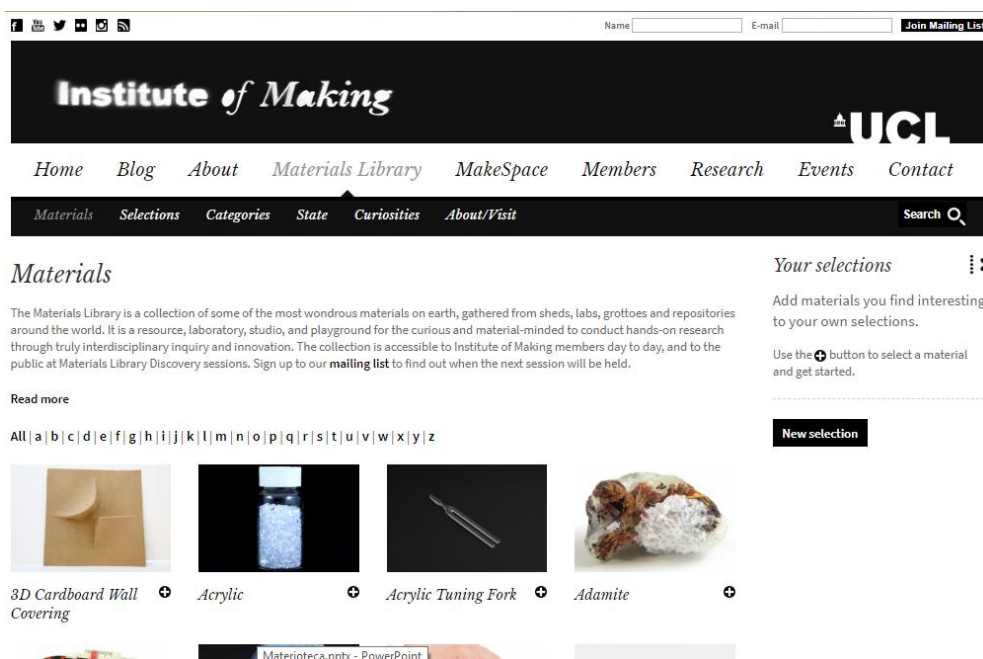 Name E-mail Join Mailing List
Institute of Making
UCL
Home Blog About Materials Library MakeSpace Members Research Events Contact
Materials Selections Categories State Curiosities About/Visit Search
Materials
The Materials Library is a collection of some of the most wondrous materials on earth, gathered from sheds, labs, grottoes and repositories
around the world. It is a resource, laboratory, studio, and playground for the curious and material-minded to conduct hands-on research
through truly interdisciplinary inquiry and innovation. The collection is accessible to Institute of Making members day to day, and to the
public at Materials Library Discovery sessions. Sign up to our mailing list to find out when the next session will be held.
Read more
All | a | b | c | d | e | f | g | h | i | j | k | l | m | n | o | p | q | r | s | t | u | v | w | x | y | z
3D Cardboard Wall
Covering
Acrylic
Acrylic Tuning Fork
Adamite
Materioteca.pptx - PowerPoint
Your selections
Add materials you find interesting
to your own selections.
Use the button to select a material
and get started.
New selection